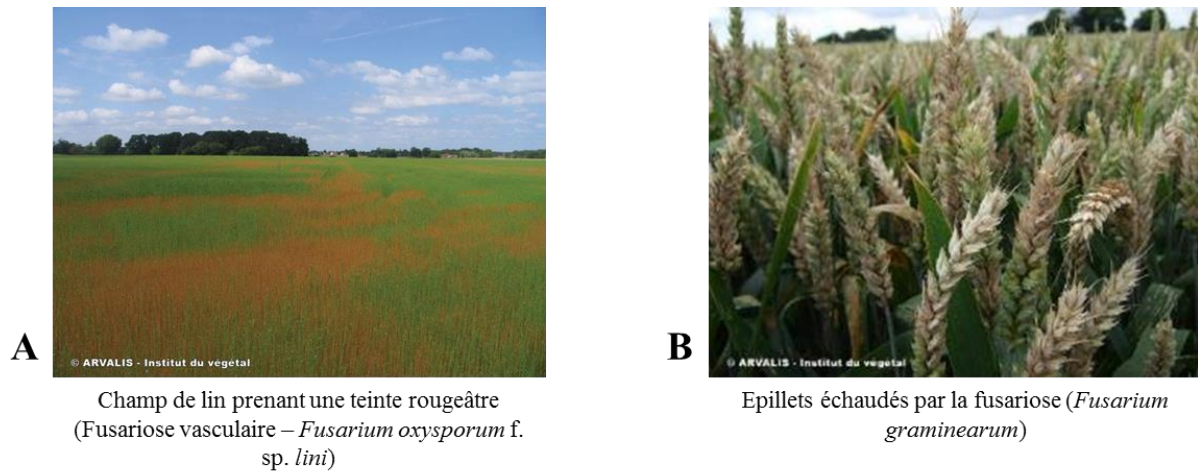 © ARVALIS - Institut du végétal
A
Champ de lin prenant une teinte rougeâtre
(Fusariose vasculaire – Fusarium oxysporum f.
sp. lini)
© ARVALIS - Institut du végétal
B
Epillets échaudés par la fusariose (Fusarium
graminearum)